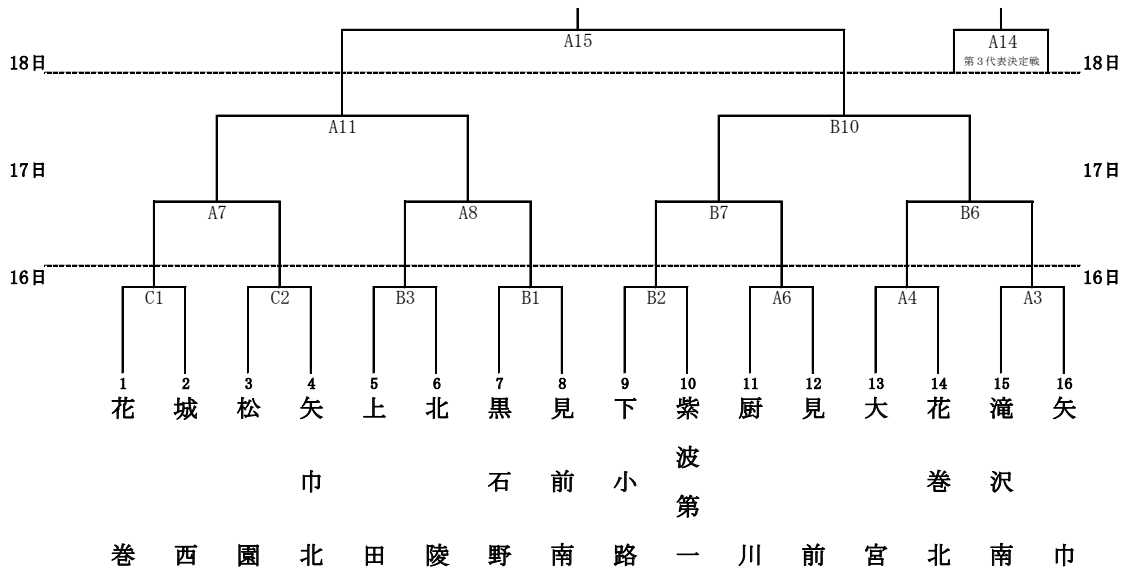 A15
A14
第3代表決定戦
18日
18日
A11
B10
17日
17日
A7
A8
B7
B6
16日
16日
C1
C2
B3
B1
B2
A6
A4
A3
1
2
3
4
5
6
7
8
9
10
11
12
13
14
15
16
花巻
城西
松園
矢巾北
上田
北陵
黒石野
見前南
下小路
紫波第一
厨川
見前
大宮
花巻北
滝沢南
矢巾